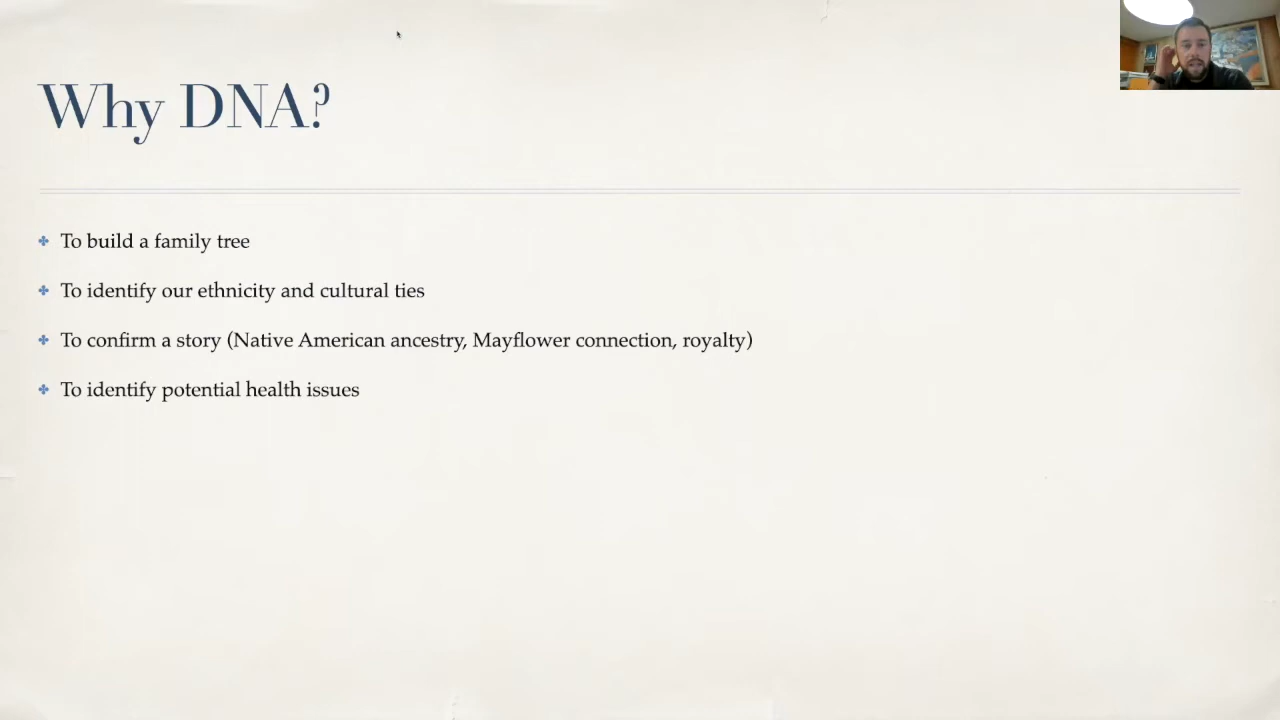 Why DNA?
To build a family tree
To identify our ethnicity and cultural ties
To confirm a story (Native American ancestry, Mayflower connection, royalty)
To identify potential health issues